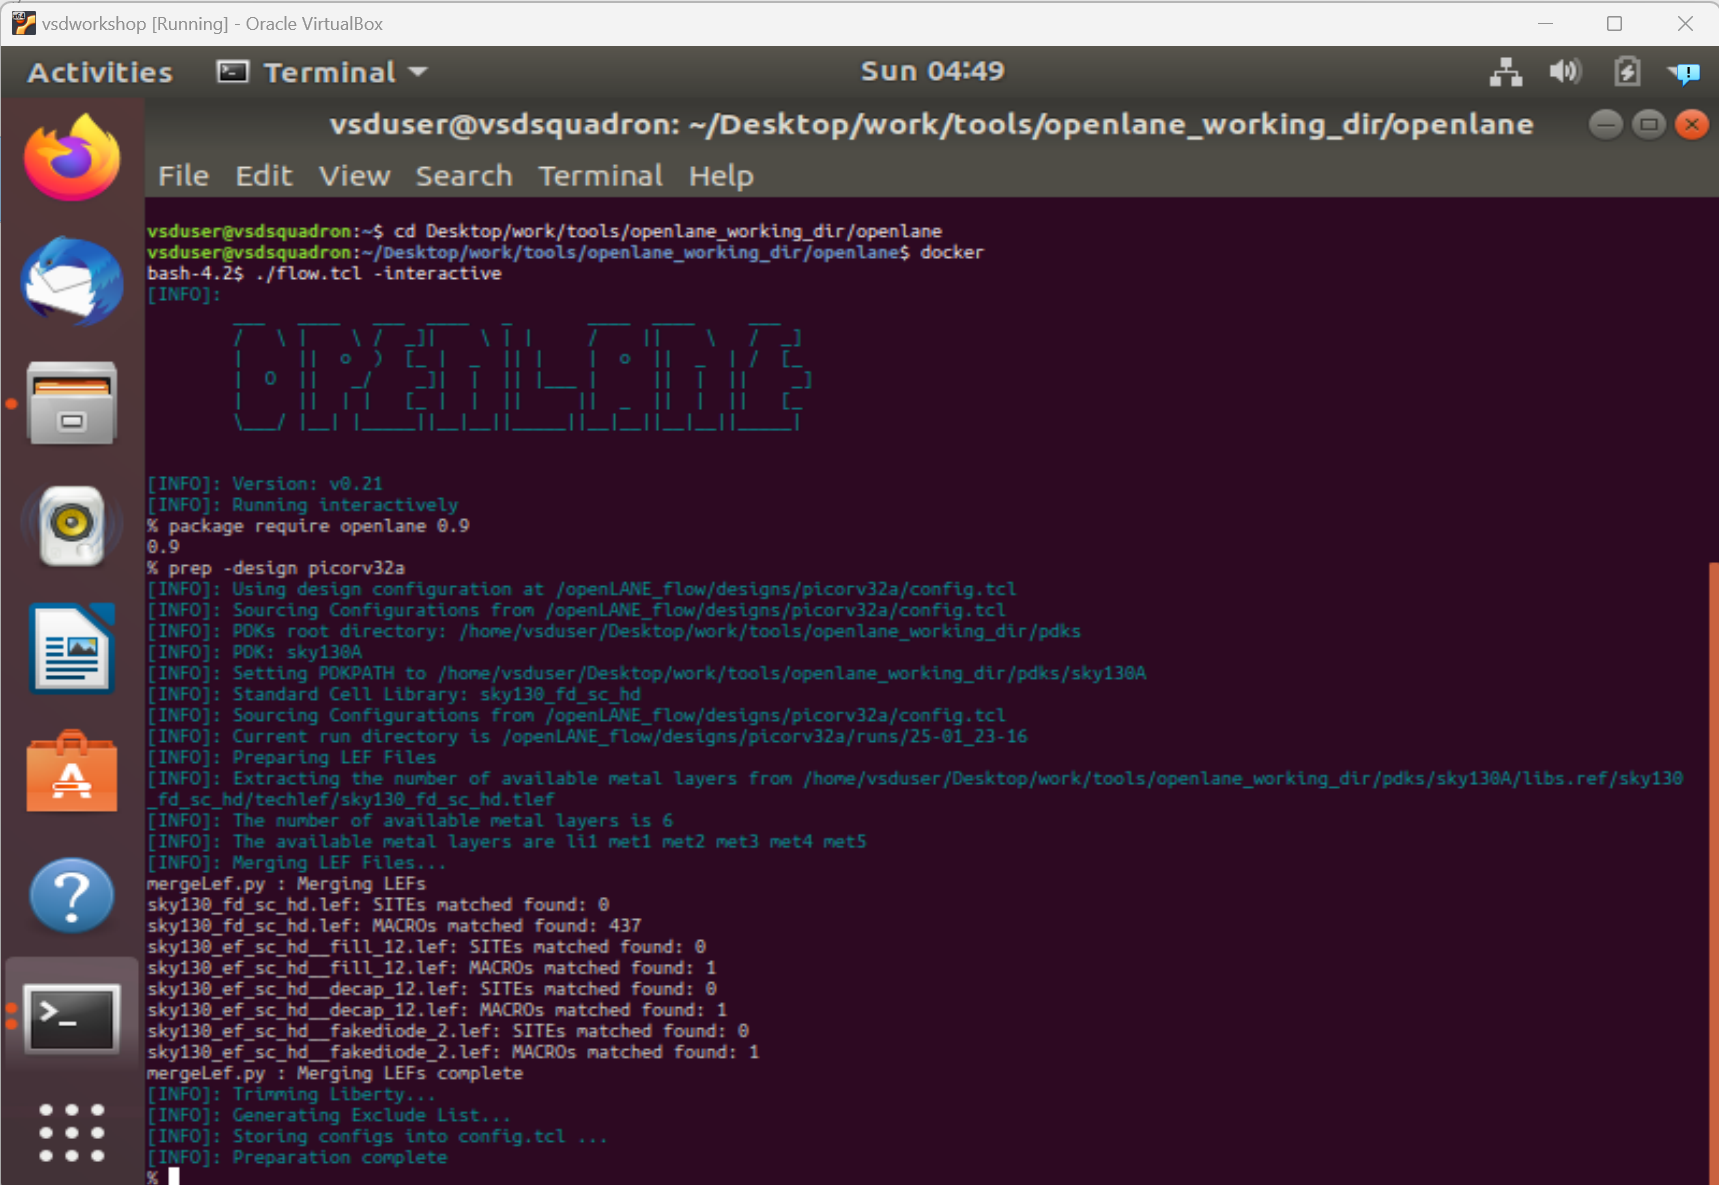 vsdworkshop [Running] - Oracle VirtualBox
Activities Terminal Sun 04:49
vsduser@vsdsquadron: ~/Desktop/work/tools/openlane_working_dir/openlane
File Edit View Search Terminal Help
vsduser@vsdsquadron:~$ cd Desktop/work/tools/openlane_working_dir/openlane
vsduser@vsdsquadron:~/Desktop/work/tools/openlane_working_dir/openlane$ docker
bash-4.2$ ./flow.tcl -interactive
[INFO]:
OPENLANE
[INFO]: Version: v0.21
[INFO]: Running interactively
% package require openlane 0.9
0.9
% prep -design picorv32a
[INFO]: Using design configuration at /openLANE_flow/designs/picorv32a/config.tcl
[INFO]: Sourcing Configurations from /openLANE_flow/designs/picorv32a/config.tcl
[INFO]: PDKs root directory: /home/vsduser/Desktop/work/tools/openlane_working_dir/pdks
[INFO]: PDK: sky130A
[INFO]: Setting PDKPATH to /home/vsduser/Desktop/work/tools/openlane_working_dir/pdks/sky130A
[INFO]: Standard Cell Library: sky130_fd_sc_hd
[INFO]: Sourcing Configurations from /openLANE_flow/designs/picorv32a/config.tcl
[INFO]: Current run directory is /openLANE_flow/designs/picorv32a/runs/25-01_23-16
[INFO]: Preparing LEF Files
[INFO]: Extracting the number of available metal layers from /home/vsduser/Desktop/work/tools/openlane_working_dir/pdks/sky130A/libs.ref/sky130
_fd_sc_hd/techlef/sky130_fd_sc_hd.tlef
[INFO]: The number of available metal layers is 6
[INFO]: The available metal layers are li1 met1 met2 met3 met4 met5
[INFO]: Merging LEF Files...
mergeLef.py : Merging LEFs
sky130_fd_sc_hd.lef: SITEs matched found: 0
sky130_fd_sc_hd.lef: MACROs matched found: 437
sky130_ef_sc_hd__fill_12.lef: SITEs matched found: 0
sky130_ef_sc_hd__fill_12.lef: MACROs matched found: 1
sky130_ef_sc_hd__decap_12.lef: SITEs matched found: 0
sky130_ef_sc_hd__decap_12.lef: MACROs matched found: 1
sky130_ef_sc_hd__fakediode_2.lef: SITEs matched found: 0
sky130_ef_sc_hd__fakediode_2.lef: MACROs matched found: 1
mergeLef.py : Merging LEFs complete
[INFO]: Trimming Liberty...
[INFO]: Generating Exclude List...
[INFO]: Storing configs into config.tcl ...
[INFO]: Preparation complete
%